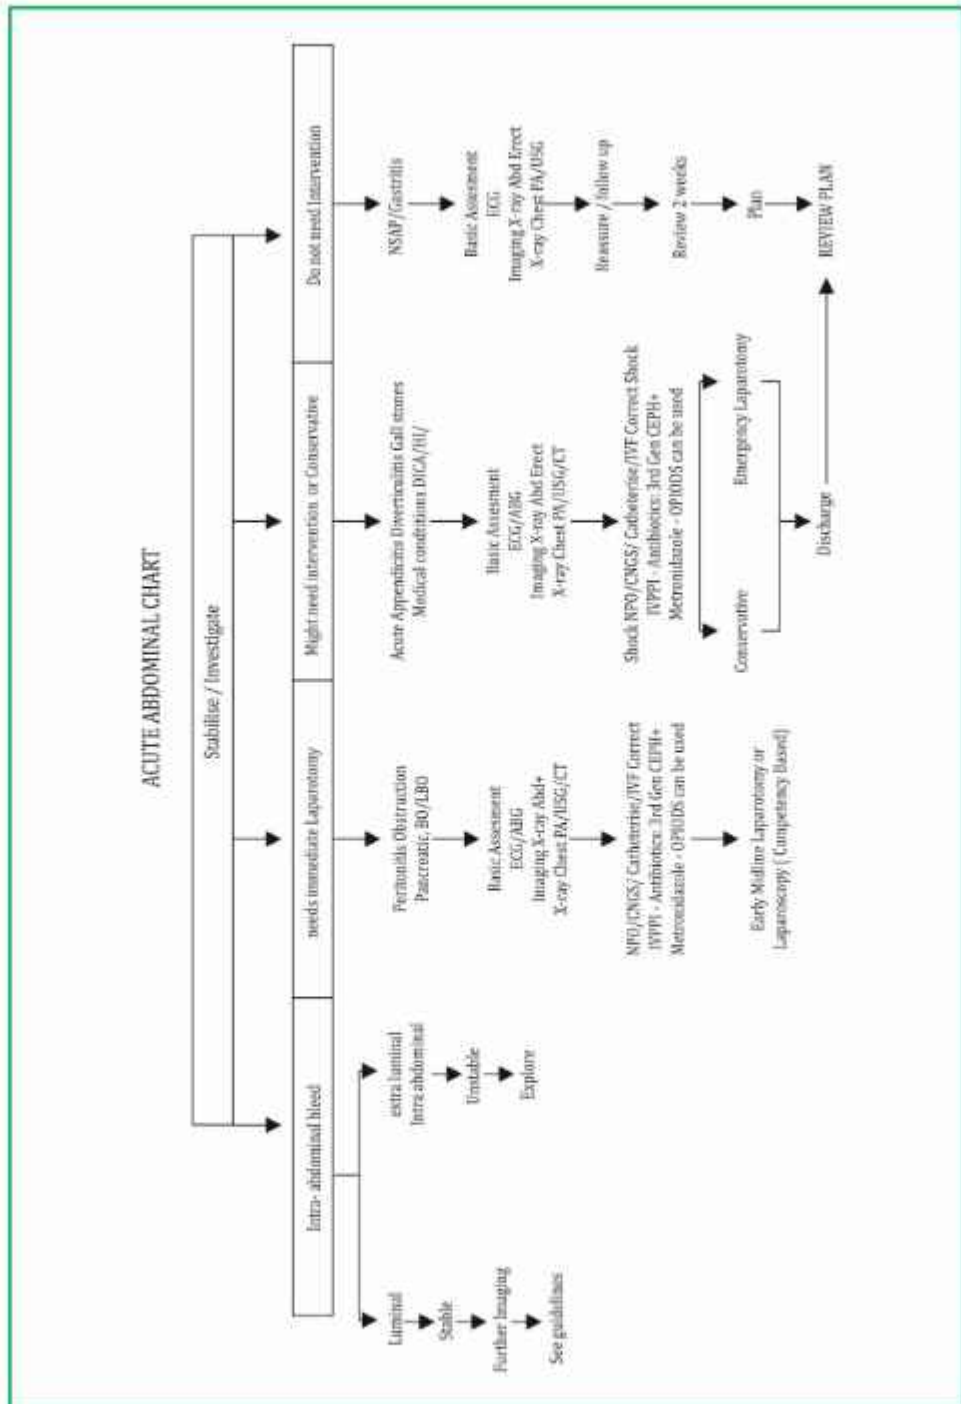 ACUTE ABDOMINAL CHART
Stabilise / Investigate
Intra- abdominal bleed
needs immediate Laparotomy
Might need intervention or Conservative
Do not need Intervention
Luminal
Stable
Further Imaging
See guidelines
extra luminal
Intra abdominal
Unstable
Explore
Peritonitis Obstruction
Pancreatic, BO/LBO
Basic Assesment
ECG/ABG
Imaging X-ray Abd+
X-ray Chest PA/USG/CT
NPO/CNGS/ Catheterise/IVF Correct
IVPPI - Antibiotics: 3rd Gen CEPH+
Metronidazole - OPIODS can be used
Early Midline Laparotomy or
Laparoscopy ( Competency Based)
Acute Appendicitis Diverticulitis Gall stones
Medical conditions DICA/HI/
Basic Assesment
ECG/ABG
Imaging X-ray Abd Erect
X-ray Chest PA/USG/CT
Shock NPO/CNGS/ Catheterise/IVF Correct Shock
IVPPI - Antibiotics: 3rd Gen CEPH+
Metronidazole - OPIODS can be used
Conservative
Emergency Laparotomy
Discharge
NSAP/Gastritis
Basic Assesment
ECG
Imaging X-ray Abd Erect
X-ray Chest PA/USG
Reassure / follow up
Review 2 weeks
Plan
REVIEW PLAN